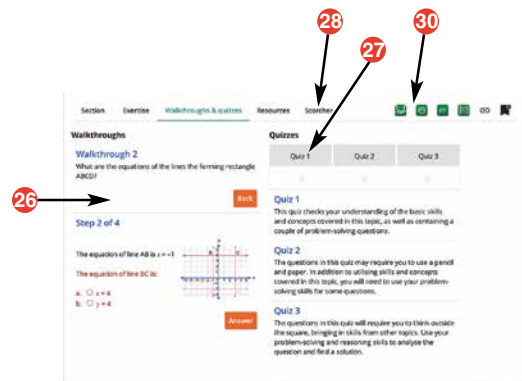 28
30
27
Section Exercise Walkthroughs & quizzes Resources Scorcher
Walkthroughs
Walkthrough 2
What are the equations of the lines the forming rectangle
ABCD?
Back
26
Step 2 of 4
The equation of line AB is x = −1
The equation of line BC is:
a. x = 4
b. y = 4
Answer
Quizzes
Quiz 1 Quiz 2 Quiz 3
Quiz 1
This quiz checks your understanding of the basic skills
and concepts covered in this topic, as well as containing a
couple of problem-solving questions.
Quiz 2
The questions in this quiz may require you to use a pencil
and paper. In addition to utilising skills and concepts
covered in this topic, you will need to use your problem-
solving skills for some questions.
Quiz 3
The questions in this quiz will require you to think outside
the square, bringing in skills from other topics. Use your
problem-solving and reasoning skills to analyse the
question and find a solution.